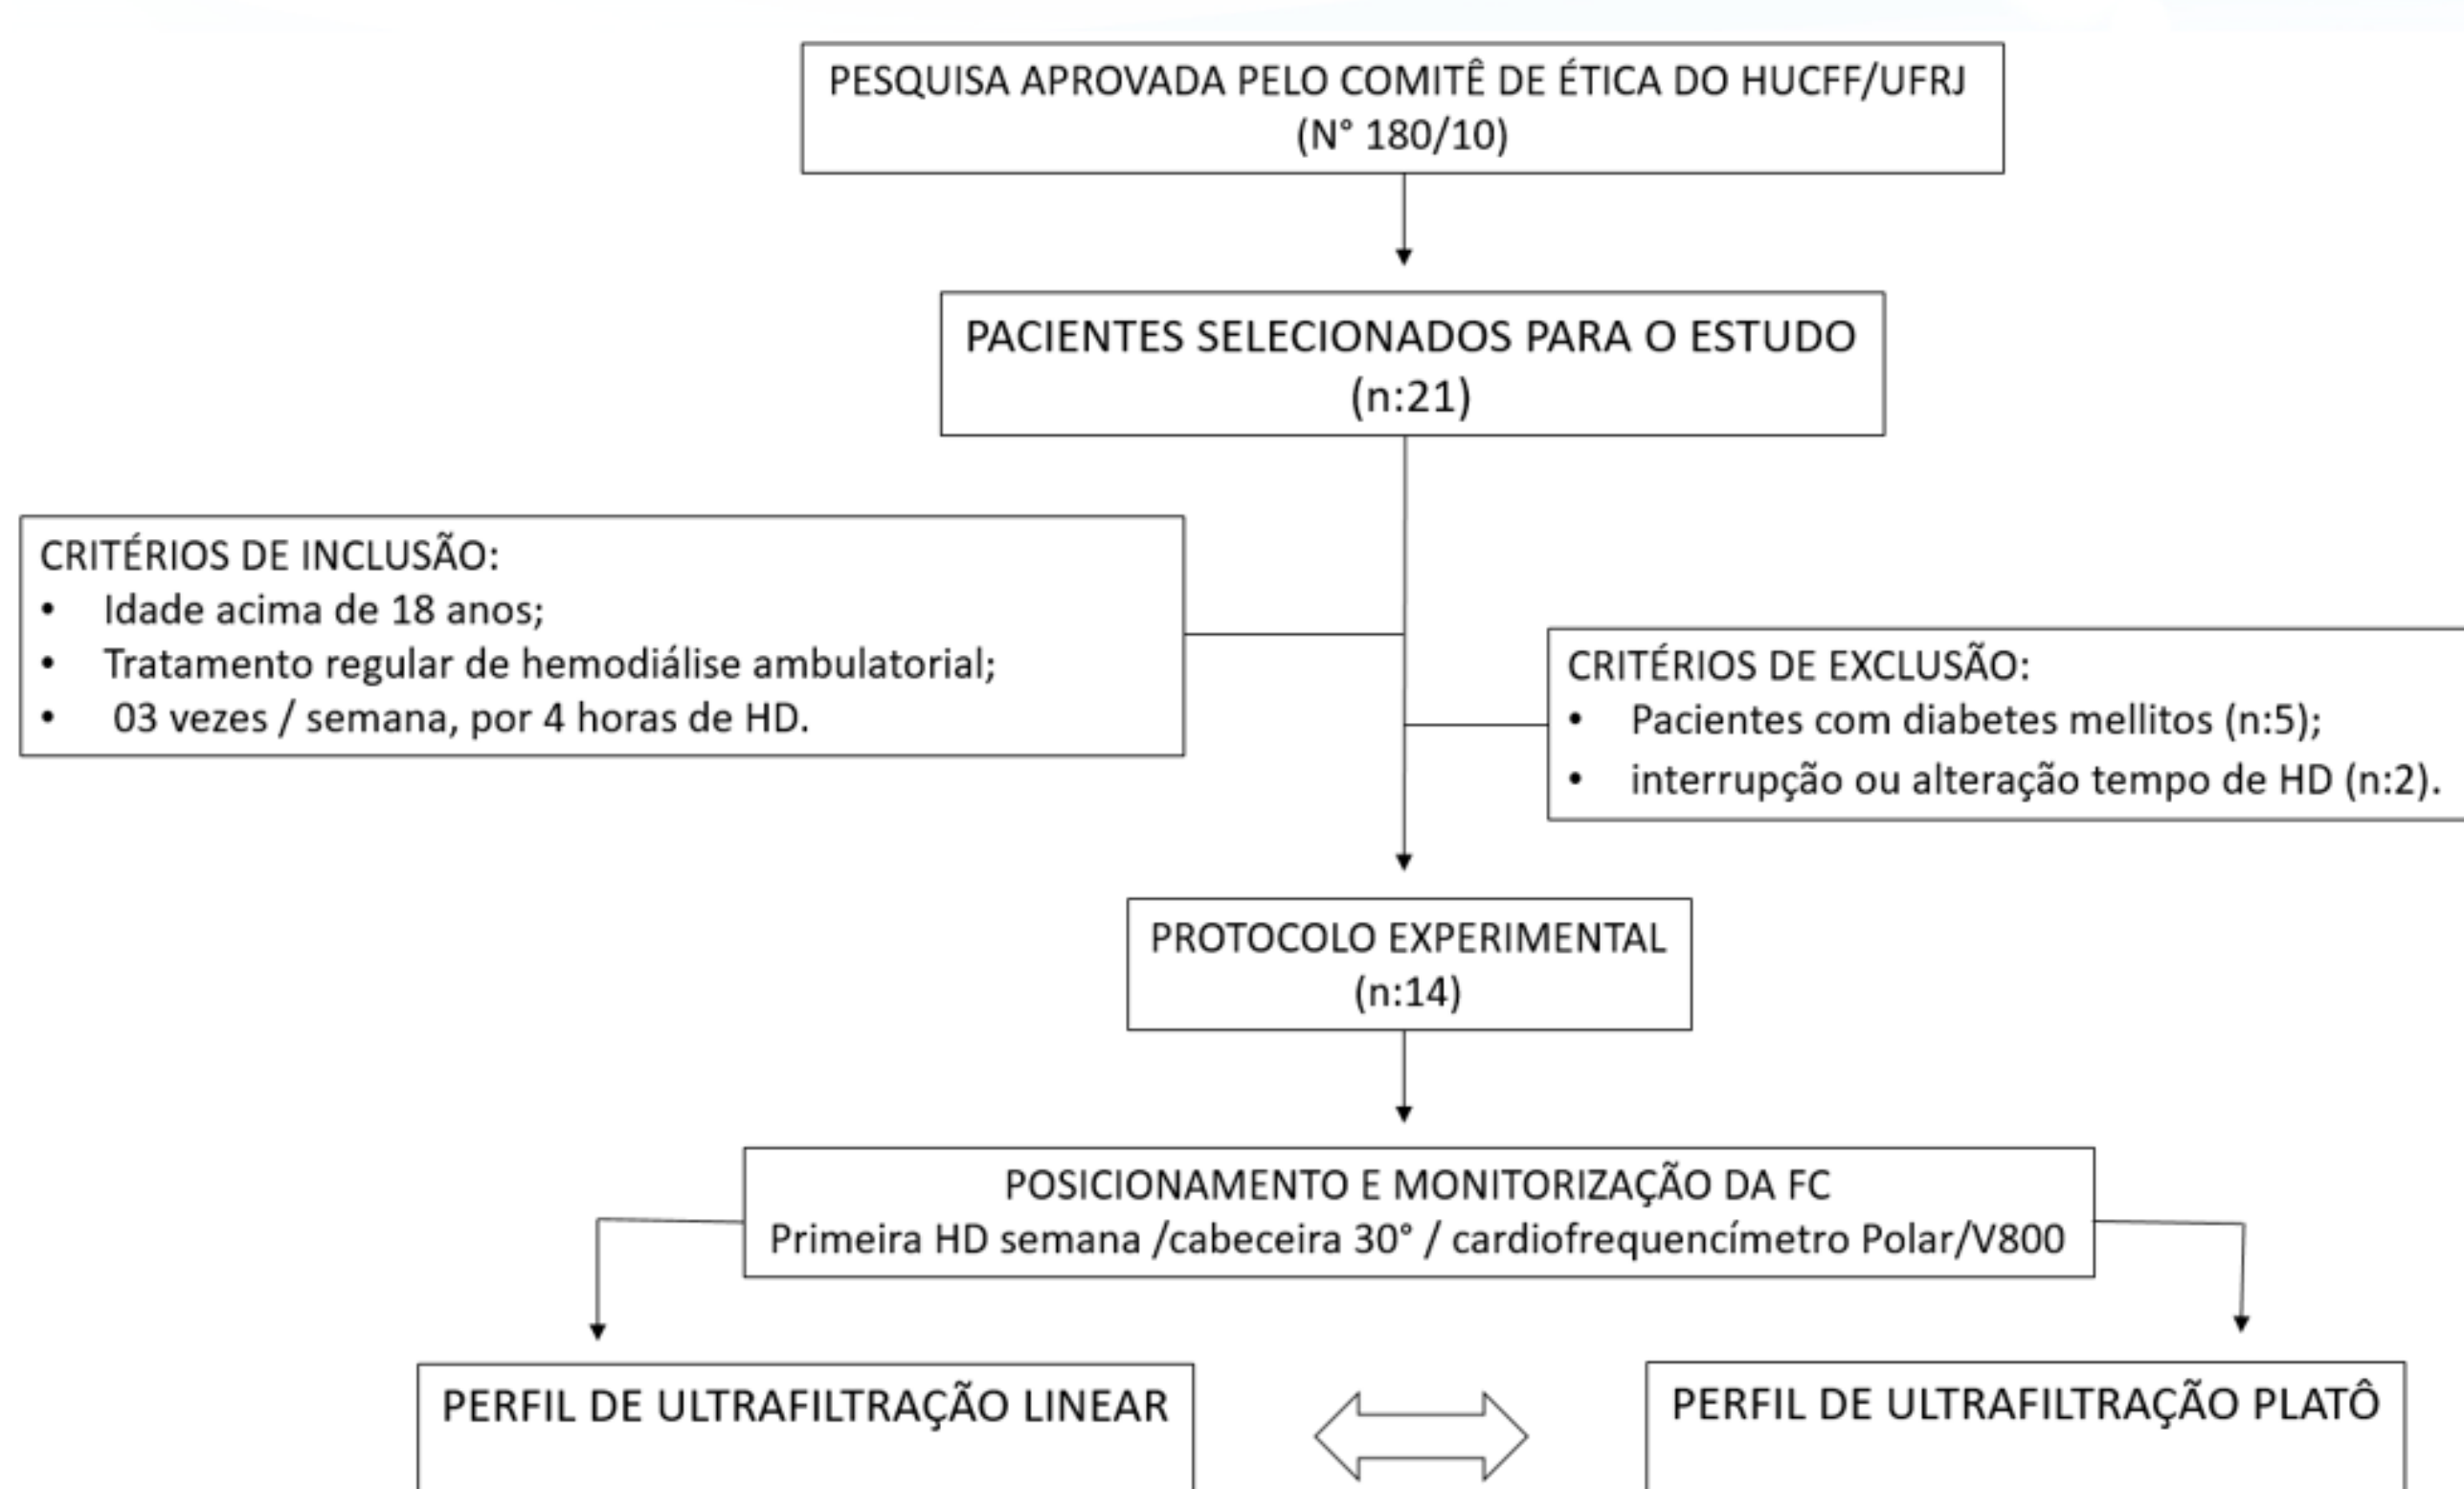 PESQUISA APROVADA PELO COMITÊ DE ÉTICA DO HUCFF/UFRJ
(N° 180/10)
PACIENTES SELECIONADOS PARA O ESTUDO
(n:21)
CRITÉRIOS DE INCLUSÃO:
• Idade acima de 18 anos;
• Tratamento regular de hemodiálise ambulatorial;
• 03 vezes / semana, por 4 horas de HD.
CRITÉRIOS DE EXCLUSÃO:
• Pacientes com diabetes mellitos (n:5);
• interrupção ou alteração tempo de HD (n:2).
PROTOCOLO EXPERIMENTAL
(n:14)
POSICIONAMENTO E MONITORIZAÇÃO DA FC
Primeira HD semana /cabeceira 30° / cardiofrequencímetro Polar/V800
PERFIL DE ULTRAFILTRAÇÃO LINEAR
PERFIL DE ULTRAFILTRAÇÃO PLATÔ